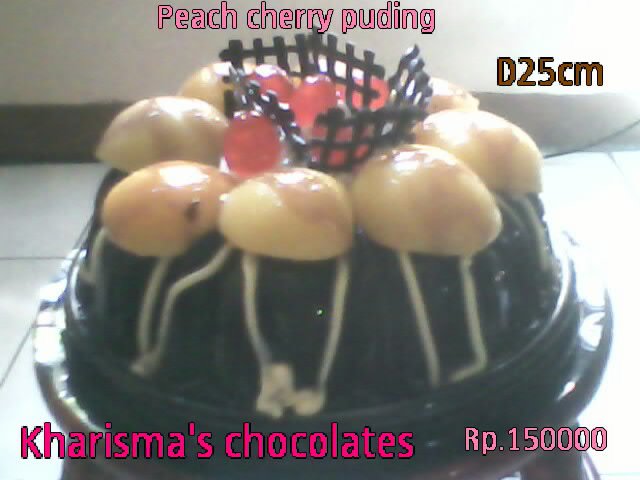 Peach cherry puding
D25cm
Kharisma's chocolates
Rp.150000